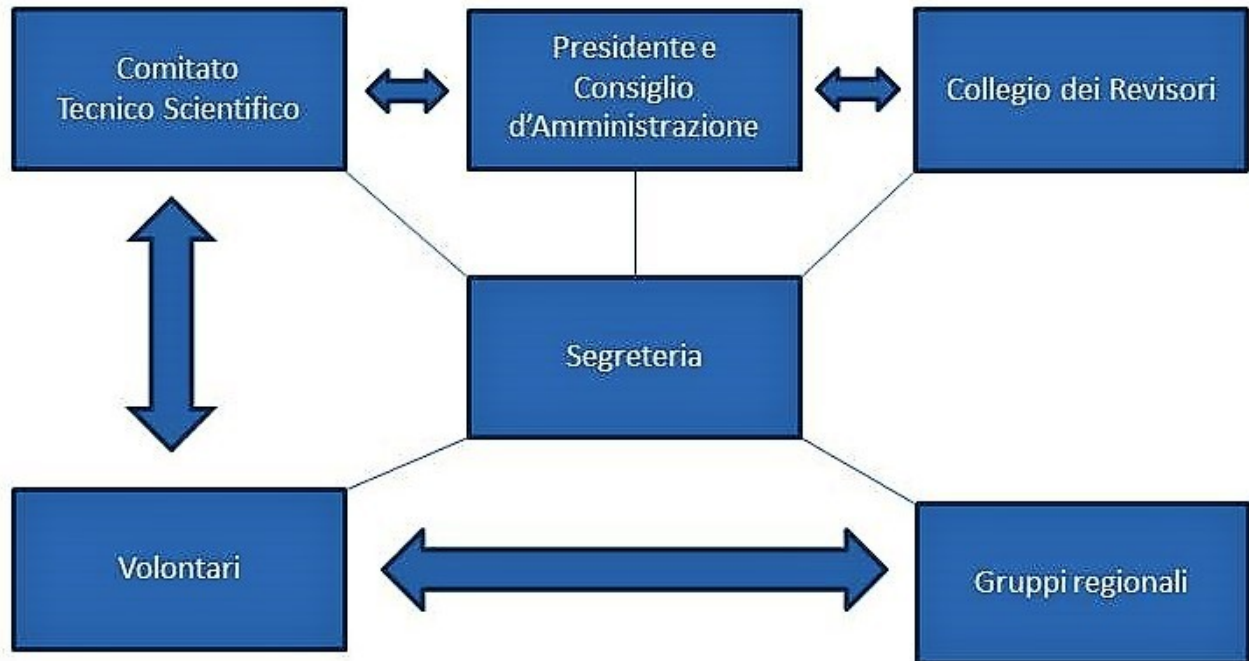 Comitato
Tecnico Scientifico
Presidente e
Consiglio
d'Amministrazione
Collegio dei Revisori
Segreteria
Volontari
Gruppi regionali